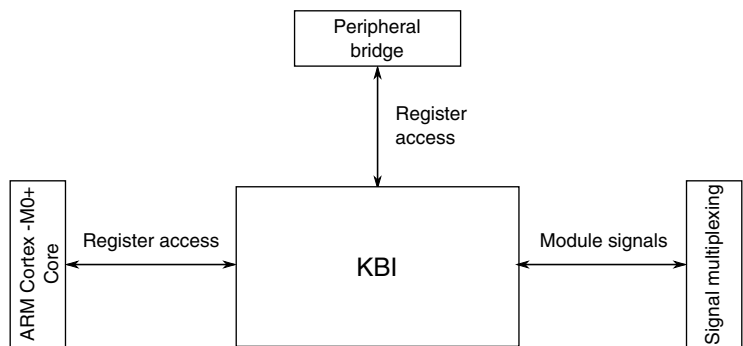 Peripheral
bridge
Register
access
ARM Cortex -M0+
Core
Register access
KBI
Module signals
Signal multiplexing